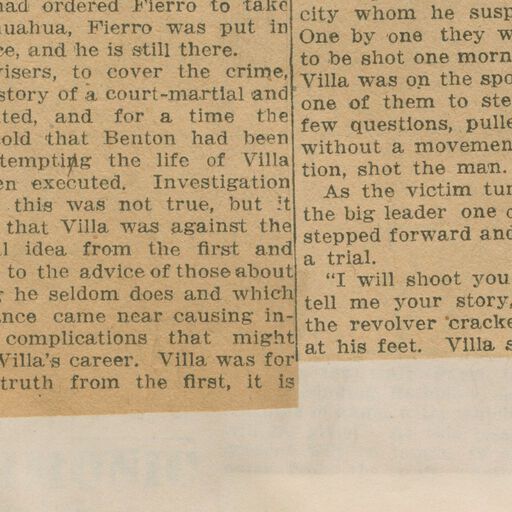 had ordered Fierro to take
huahua, Fierro was put in
ce, and he is still there.
visers, to cover the crime,
story of a court-martial and
ted, and for a time the
old that Benton had been
tempting the life of Villa
en executed. Investigation
this was not true, but it
that Villa was against the
l idea from the first and
to the advice of those about
g he seldom does and which
ance came near causing in-
complications that might
Villa's career. Villa was for
truth from the first, it is
city whom he susp
One by one they w
to be shot one morn
Villa was on the spo
one of them to ste
few questions, pulle
without a movemen
tion, shot the man.
As the victim tur
the big leader one o
stepped forward and
a trial.
"I will shoot you
tell me your story,
the revolver cracke
at his feet. Villa s